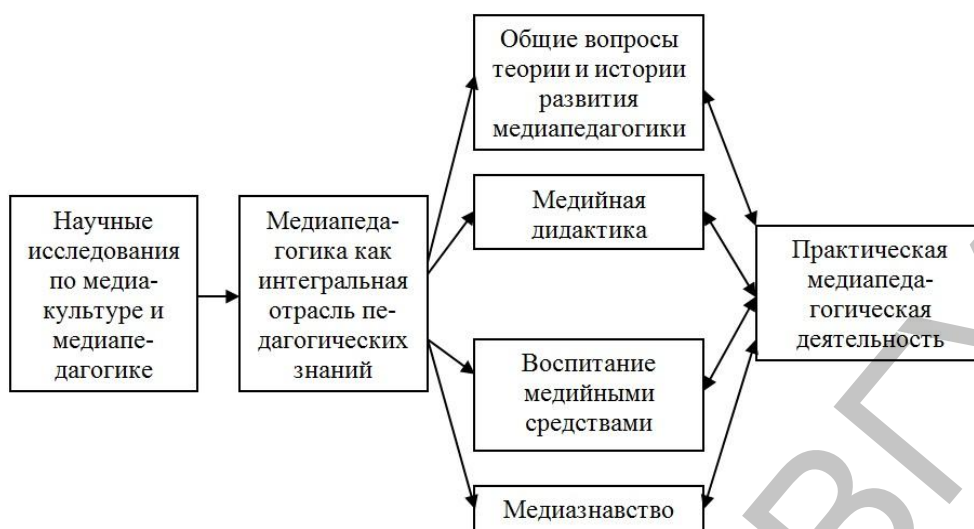 Научные
исследования
по медиа-
культуре и
медиапе-
дагогике
Медиапеда-
гогика как
интегральная
отрасль пе-
дагогических
знаний
Общие вопросы
теории и истории
развития
медиапедагогики
Медийная
дидактика
Воспитание
медийными
средствами
Медиазнавство
Практическая
медиапеда-
гогическая
деятельность